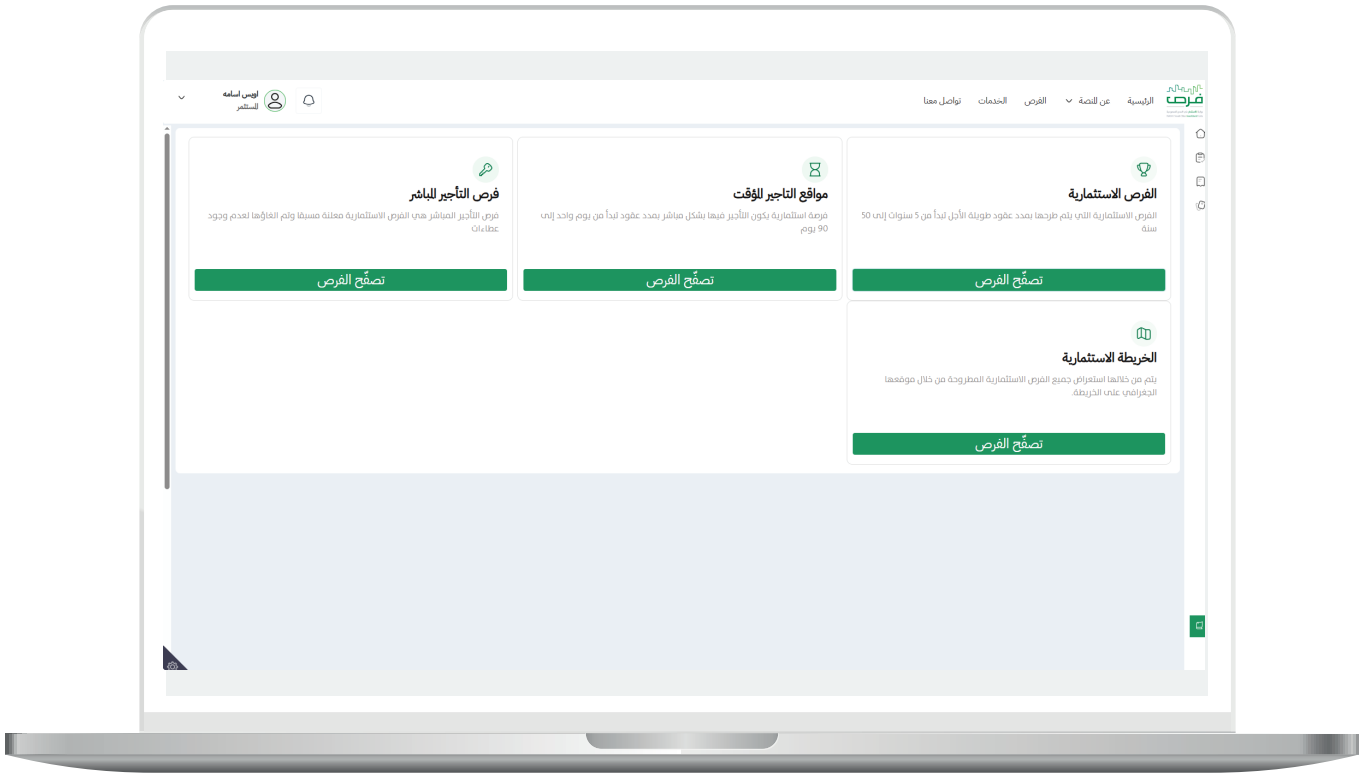 فرص
الرئيسية
عن المنصة
الفرص
الخدمات
تواصل معنا
اويس اسامه
المستثمر
الفرص الاستثمارية
الفرص الاستثمارية التي يتم طرحها بمدد عقود طويلة الأجل تبدأ من 5 سنوات إلى 50
سنة
تصفّح الفرص
مواقع التاجير المؤقت
فرصة استثمارية يكون التأجير فيها بشكل مباشر بمدد عقود تبدأ من يوم واحد إلى
90 يوم
تصفّح الفرص
فرص التأجير المباشر
فرص التأجير المباشر هي الفرص الاستثمارية معلنة مسبقا وتم الغاؤها لعدم وجود
عطاءات
تصفّح الفرص
الخريطة الاستثمارية
يتم من خلالها استعراض جميع الفرص الاستثمارية المطروحة من خلال موقعها
الجغرافي على الخريطة.
تصفّح الفرص